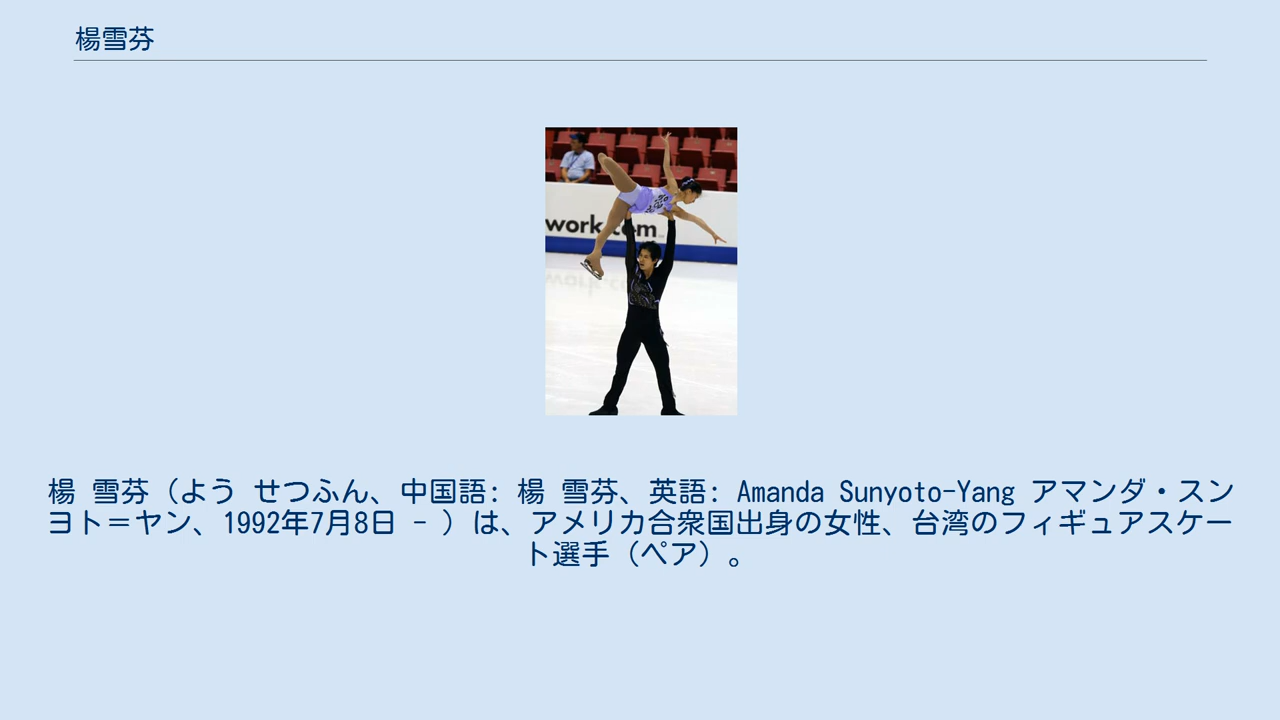 楊雪芬
work.com
楊 雪芬（よう せつふん、中国語: 楊 雪芬、英語: Amanda Sunyoto-Yang アマンダ・スン
ヨト＝ヤン、1992年7月8日 - ）は、アメリカ合衆国出身の女性、台湾のフィギュアスケー
ト選手（ペア）。